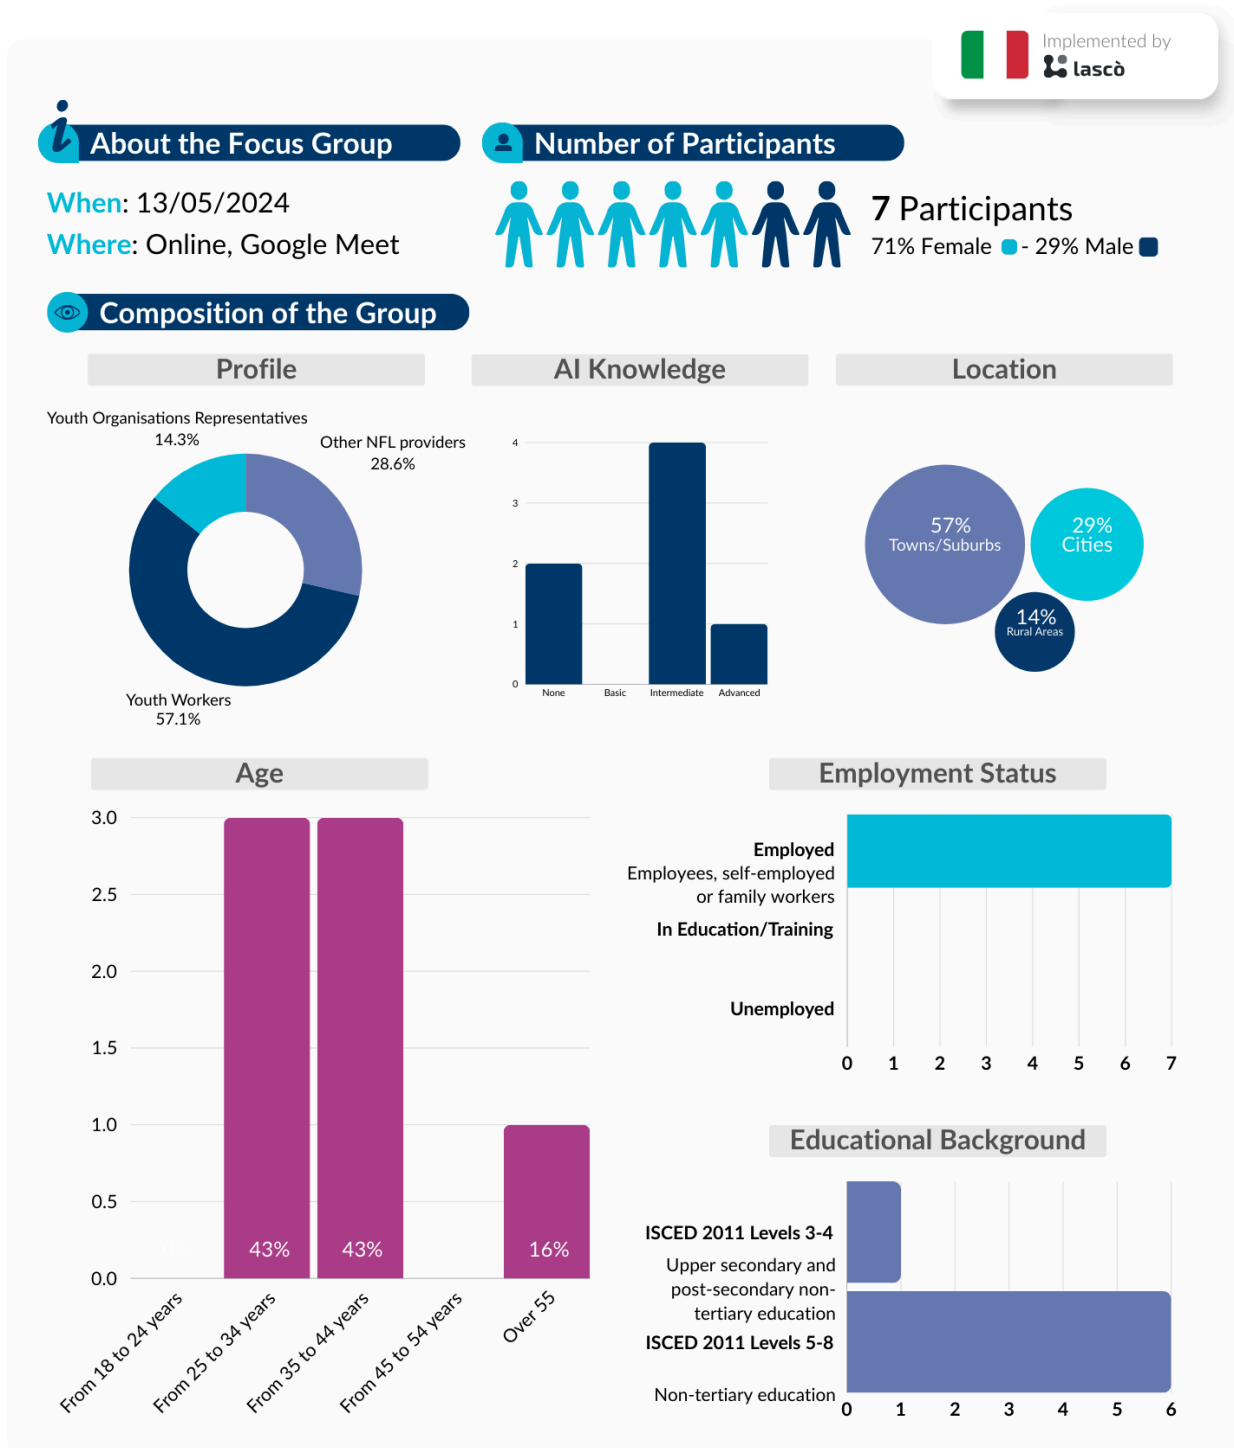 Implemented by
lascò
About the Focus Group
When: 13/05/2024
Where: Online, Google Meet
Number of Participants
7 Participants
71% Female - 29% Male
Composition of the Group
Profile
Youth Organisations Representatives
14.3%
Other NFL providers
28.6%
Youth Workers
57.1%
AI Knowledge
4
3
2
1
0
None Basic Intermediate Advanced
Location
57%
Towns/Suburbs
29%
Cities
14%
Rural Areas
Age
3.0
2.5
2.0
1.5
1.0
0.5
0.0
43% 43% 16%
From 18 to 24 years
From 25 to 34 years
From 35 to 44 years
From 45 to 54 years
Over 55
Employment Status
Employed
Employees, self-employed
or family workers
In Education/Training
Unemployed
0 1 2 3 4 5 6 7
Educational Background
ISCED 2011 Levels 3-4
Upper secondary and
post-secondary non-
tertiary education
ISCED 2011 Levels 5-8
Non-tertiary education
0 1 2 3 4 5 6